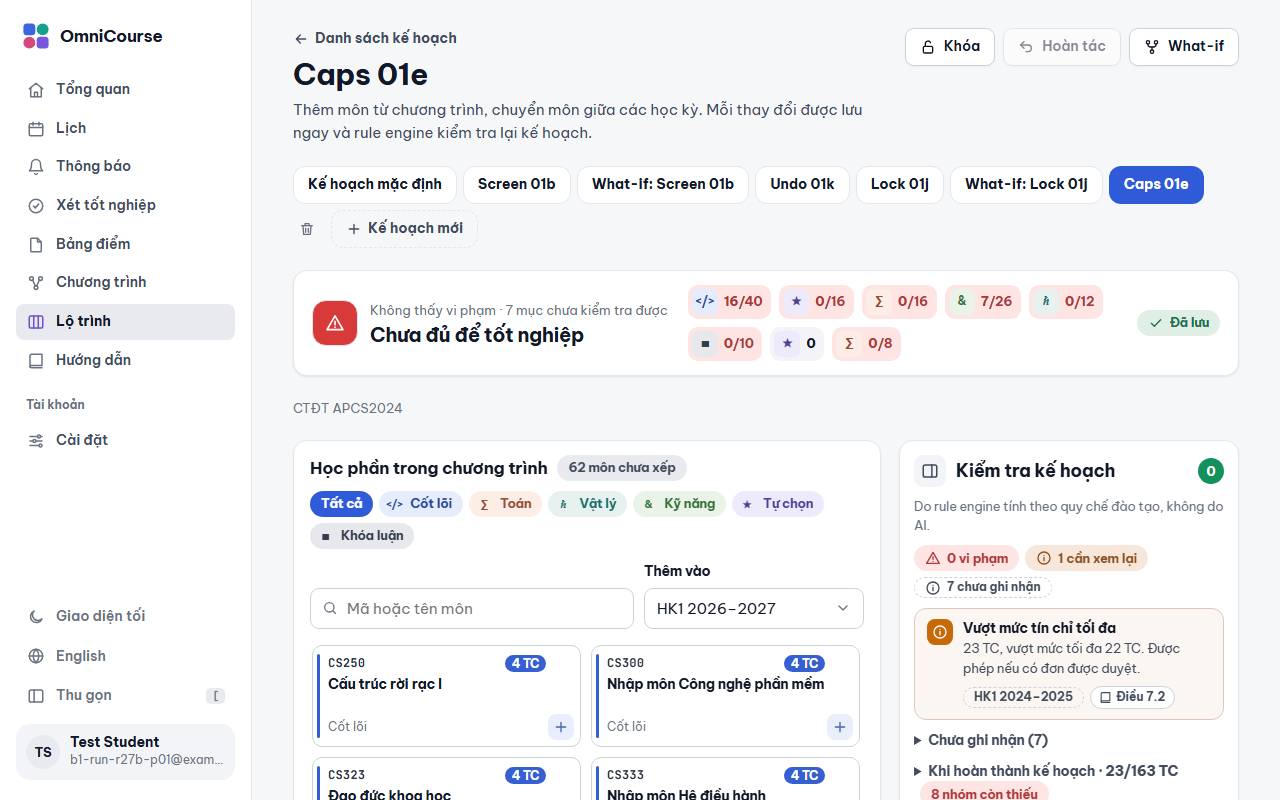 OmniCourse
Tổng quan
Lịch
Thông báo
Xét tốt nghiệp
Bảng điểm
Chương trình
Lộ trình
Hướng dẫn
Tài khoản
Cài đặt
Giao diện tối
English
Thu gọn [
TS Test Student
b1-run-r27b-p01@exam...
← Danh sách kế hoạch
Khóa Hoàn tác What-if
Caps 01e
Thêm môn từ chương trình, chuyển môn giữa các học kỳ. Mỗi thay đổi được lưu
ngay và rule engine kiểm tra lại kế hoạch.
Kế hoạch mặc định Screen 01b What-if: Screen 01b Undo 01k Lock 01j What-if: Lock 01j Caps 01e
+ Kế hoạch mới
Không thấy vi phạm · 7 mục chưa kiểm tra được
Chưa đủ để tốt nghiệp
</> 16/40 ★ 0/16 ∑ 0/16 & 7/26 ℏ 0/12
■ 0/10 ★ 0 ∑ 0/8
Đã lưu
CTĐT APCS2024
Học phần trong chương trình 62 môn chưa xếp
Tất cả </> Cốt lõi ∑ Toán ℏ Vật lý & Kỹ năng ★ Tự chọn
■ Khóa luận
Thêm vào
Mã hoặc tên môn HK1 2026–2027
CS250 4 TC
Cấu trúc rời rạc I
Cốt lõi +
CS300 4 TC
Nhập môn Công nghệ phần mềm
Cốt lõi +
CS323 4 TC
Đạo đức khoa học
CS333 4 TC
Nhập môn Hệ điều hành
Kiểm tra kế hoạch 0
Do rule engine tính theo quy chế đào tạo, không do
AI.
0 vi phạm 1 cần xem lại
7 chưa ghi nhận
Vượt mức tín chỉ tối đa
23 TC, vượt mức tối đa 22 TC. Được
phép nếu có đơn được duyệt.
HK1 2024–2025 Điều 7.2
▶ Chưa ghi nhận (7)
▶ Khi hoàn thành kế hoạch · 23/163 TC
8 nhóm còn thiếu